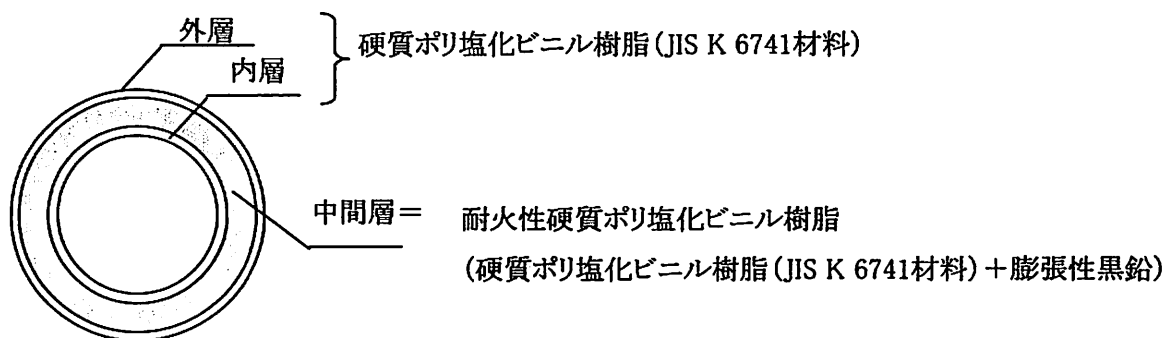 外層
硬質ポリ塩化ビニル樹脂（JIS K 6741材料）
内層
中間層＝　耐火性硬質ポリ塩化ビニル樹脂
（硬質ポリ塩化ビニル樹脂（JIS K 6741材料）＋膨張性黒鉛）